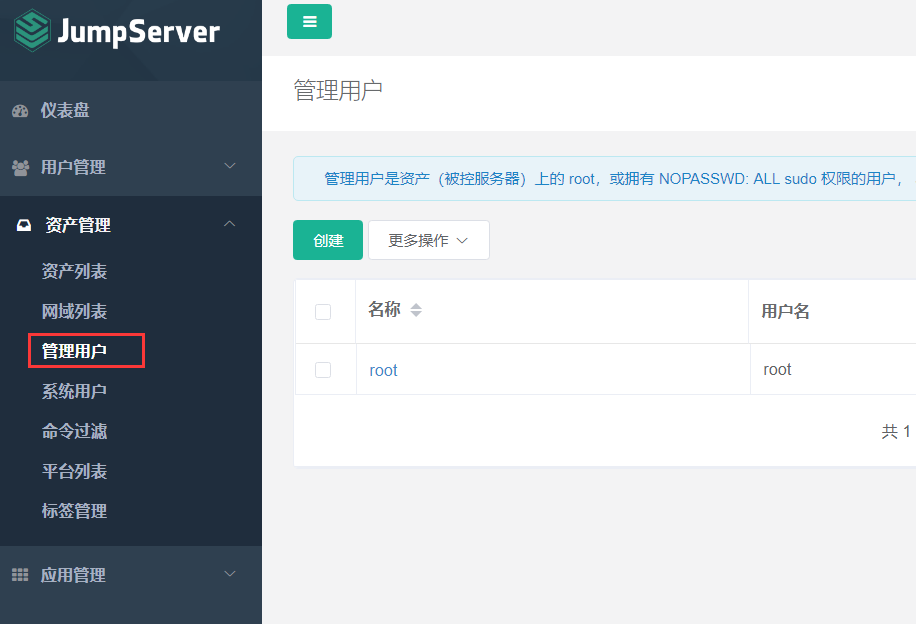 JumpServer
仪表盘
用户管理
资产管理
资产列表
网域列表
管理用户
系统用户
命令过滤
平台列表
标签管理
应用管理
管理用户
管理用户是资产（被控服务器）上的 root，或拥有 NOPASSWD: ALL sudo 权限的用户，
创建 更多操作
名称 用户名
root root
共 1